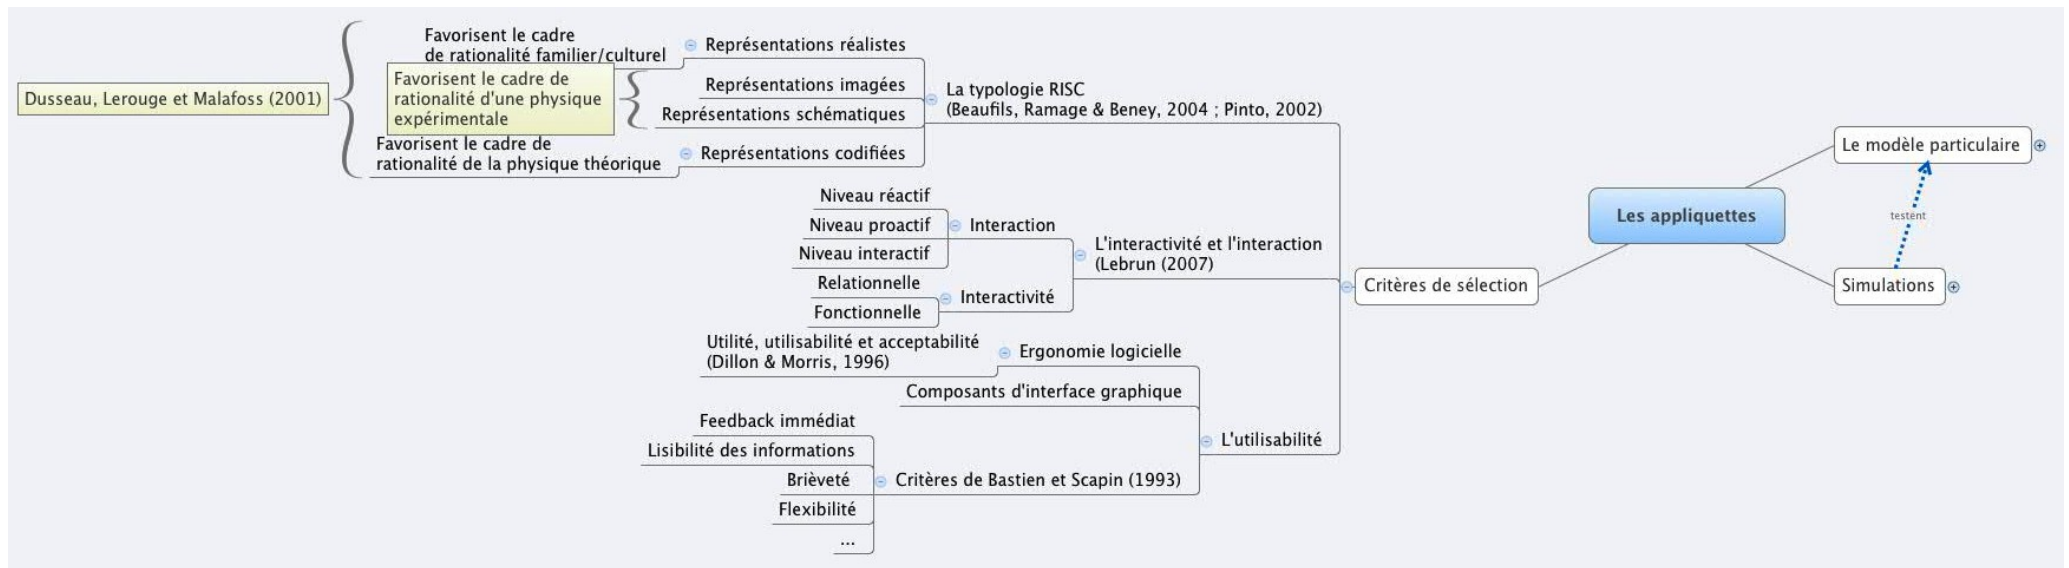 Favorisent le cadre
de rationalité familier/culturel
Représentations réalistes
Dusseau, Lerouge et Malafoss (2001)
Favorisent le cadre de
rationalité d'une physique
expérimentale
Représentations imagées
Représentations schématiques
Favorisent le cadre de
rationalité de la physique théorique
Représentations codifiées
La typologie RISC
(Beaufils, Ramage & Beney, 2004 ; Pinto, 2002)
Niveau réactif
Niveau proactif
Niveau interactif
Interaction
Relationnelle
Fonctionnelle
Interactivité
L'interactivité et l'interaction
(Lebrun (2007)
Utilité, utilisabilité et acceptabilité
(Dillon & Morris, 1996)
Ergonomie logicielle
Composants d'interface graphique
Feedback immédiat
Lisibilité des informations
Brièveté
Flexibilité
...
Critères de Bastien et Scapin (1993)
L'utilisabilité
Critères de sélection
Les appliquettes
Le modèle particulaire
testent
Simulations